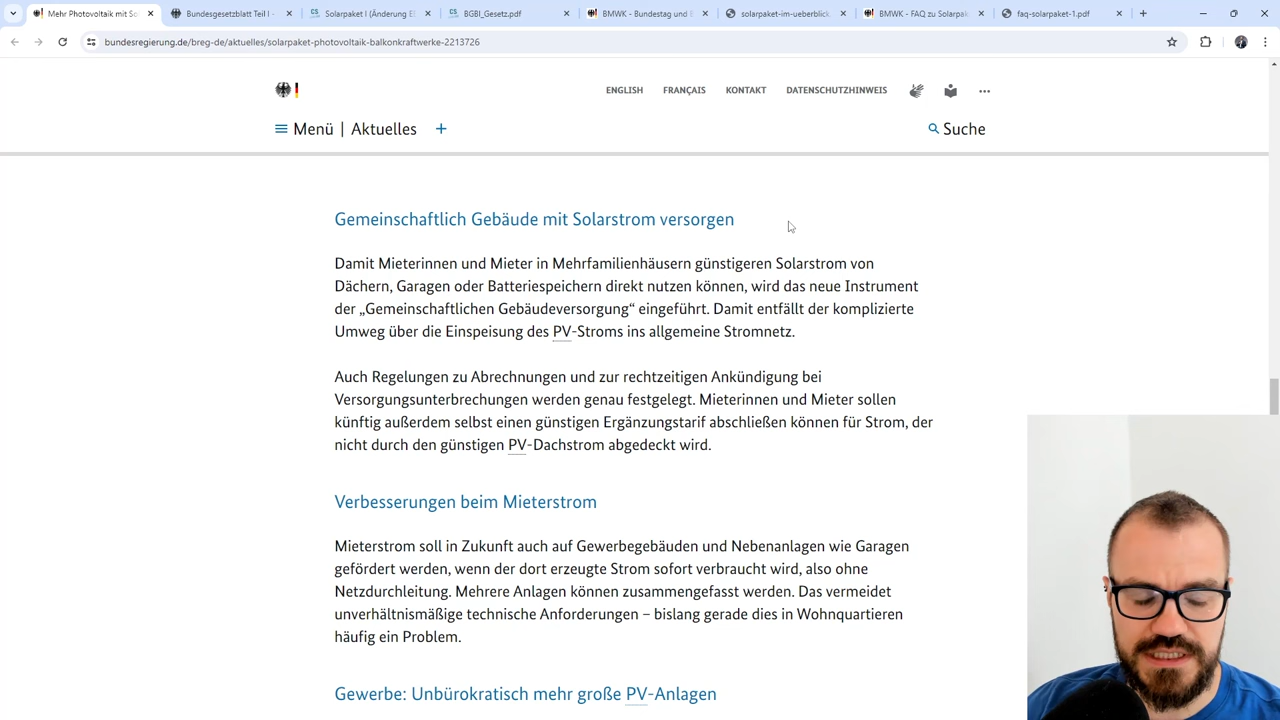 Mehr Photovoltaik mit So
Bundesgesetzblatt Teil I -
Solarpaket I (Änderung EE
BGBl_Gesetz.pdf
BMWK - Bundestag und B
solarpaket-im-ueberblick.
BMWK - FAQ zu Solarpak
faq-solarpaket-1.pdf
bundesregierung.de/breg-de/aktuelles/solarpaket-photovoltaik-balkonkraftwerke-2213726
ENGLISH FRANÇAIS KONTAKT DATENSCHUTZHINWEIS
Menü | Aktuelles + Suche
Gemeinschaftlich Gebäude mit Solarstrom versorgen
Damit Mieterinnen und Mieter in Mehrfamilienhäusern günstigeren Solarstrom von
Dächern, Garagen oder Batteriespeichern direkt nutzen können, wird das neue Instrument
der „Gemeinschaftlichen Gebäudeversorgung“ eingeführt. Damit entfällt der komplizierte
Umweg über die Einspeisung des PV-Stroms ins allgemeine Stromnetz.
Auch Regelungen zu Abrechnungen und zur rechtzeitigen Ankündigung bei
Versorgungsunterbrechungen werden genau festgelegt. Mieterinnen und Mieter sollen
künftig außerdem selbst einen günstigen Ergänzungstarif abschließen können für Strom, der
nicht durch den günstigen PV-Dachstrom abgedeckt wird.
Verbesserungen beim Mieterstrom
Mieterstrom soll in Zukunft auch auf Gewerbegebäuden und Nebenanlagen wie Garagen
gefördert werden, wenn der dort erzeugte Strom sofort verbraucht wird, also ohne
Netzdurchleitung. Mehrere Anlagen können zusammengefasst werden. Das vermeidet
unverhältnismäßige technische Anforderungen – bislang gerade dies in Wohnquartieren
häufig ein Problem.
Gewerbe: Unbürokratisch mehr große PV-Anlagen